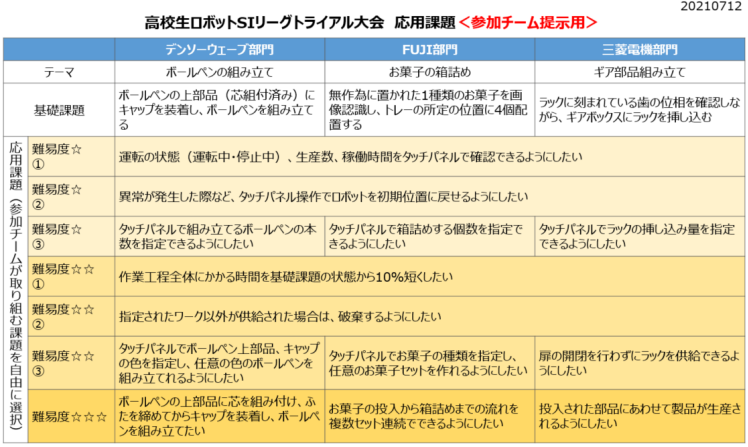 20210712
高校生ロボットSIリーグトライアル大会 応用課題＜参加チーム提示用＞
デンソーウェーブ部門 FUJI部門 三菱電機部門
テーマ ボールペンの組み立て お菓子の箱詰め ギア部品組み立て
基礎課題
ボールペンの上部品（芯組付済み）に
キャップを装着し、ボールペンを組み立て
る
無作為に置かれた1種類のお菓子を画
像認識し、トレーの所定の位置に4個配
置する
ラックに刻まれている歯の位相を確認しな
がら、ギアボックスにラックを挿し込む
応用課題（参加チームが取り組む課題を自由に選択）
難易度☆
①
運転の状態（運転中・停止中）、生産数、稼働時間をタッチパネルで確認できるようにしたい
難易度☆
②
異常が発生した際など、タッチパネル操作でロボットを初期位置に戻せるようにしたい
難易度☆
③
タッチパネルで組み立てるボールペンの本
数を指定できるようにしたい
タッチパネルで箱詰めする個数を指定で
きるようにしたい
タッチパネルでラックの挿し込み量を指定
できるようにしたい
難易度☆☆
①
作業工程全体にかかる時間を基礎課題の状態から10%短くしたい
難易度☆☆
②
指定されたワーク以外が供給された場合は、破棄するようにしたい
難易度☆☆
③
タッチパネルでボールペン上部品、キャップ
の色を指定し、任意の色のボールペンを
組み立てれるようにしたい
タッチパネルでお菓子の種類を指定し、
任意のお菓子セットを作れるようにしたい
扉の開閉を行わずにラックを供給できるよ
うにしたい
難易度☆☆☆
ボールペンの上部品に芯を組み付け、ふ
たを締めてからキャップを装着し、ボールペ
ンを組み立てたい
お菓子の投入から箱詰めまでの流れを
複数セット連続でできるようにしたい
投入された部品にあわせて製品が生産さ
れるようにしたい